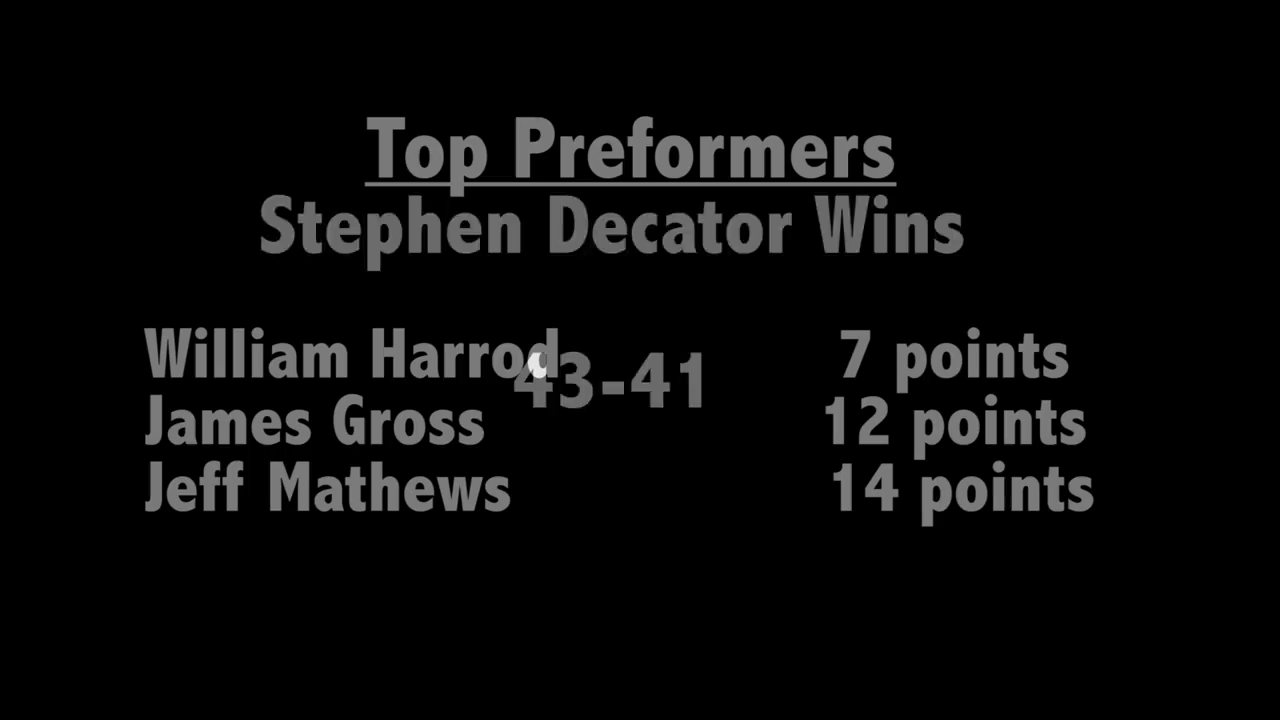 Top Preformers
Stephen Decator Wins
William Harrod 7 points
43-41
James Gross 12 points
Jeff Mathews 14 points